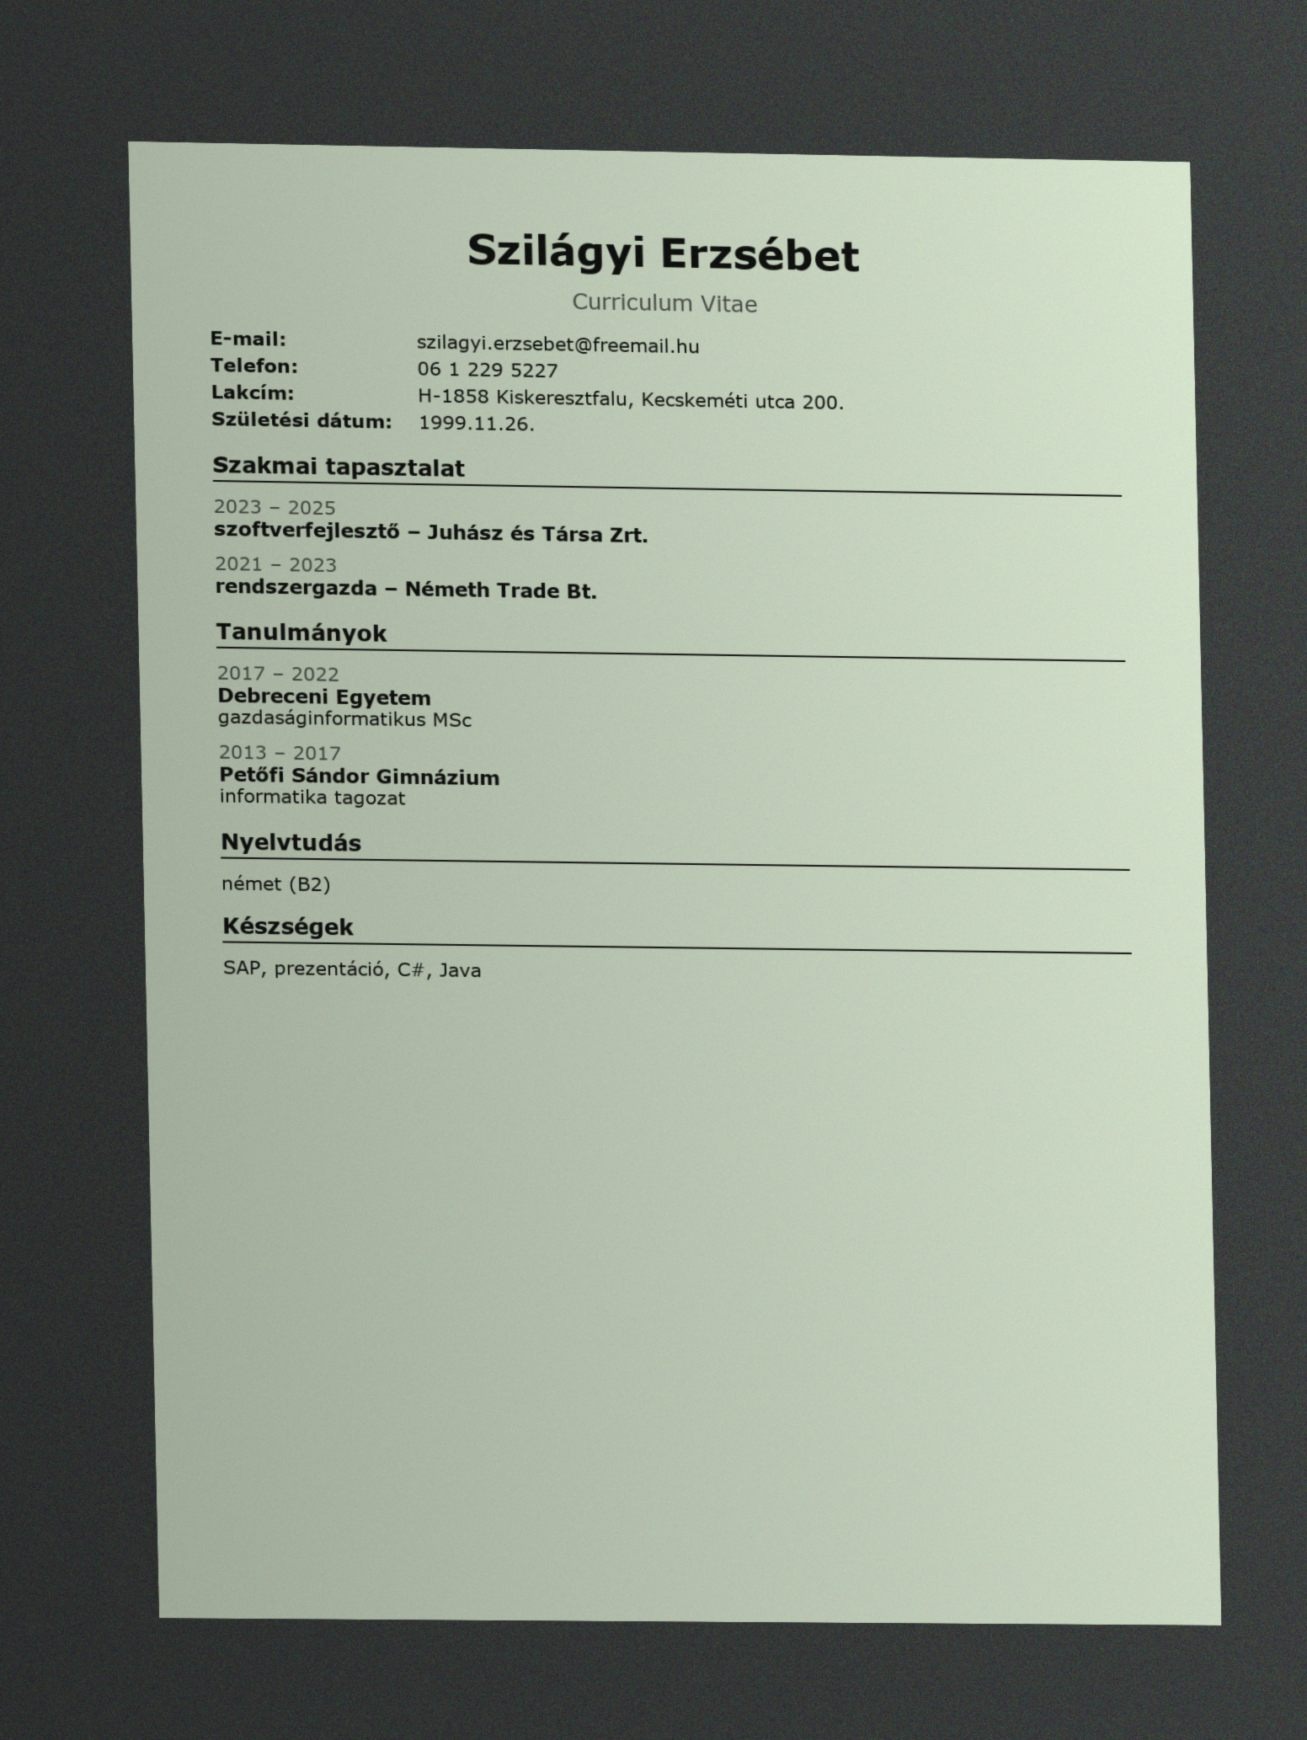 Szilágyi Erzsébet
Curriculum Vitae
E-mail: szilagyi.erzsebet@freemail.hu
Telefon: 06 1 229 5227
Lakcím: H-1858 Kiskeresztfalu, Kecskeméti utca 200.
Születési dátum: 1999.11.26.
Szakmai tapasztalat
2023 – 2025
szoftverfejlesztő – Juhász és Társa Zrt.
2021 – 2023
rendszergazda – Németh Trade Bt.
Tanulmányok
2017 – 2022
Debreceni Egyetem
gazdaságinformatikus MSc
2013 – 2017
Petőfi Sándor Gimnázium
informatika tagozat
Nyelvtudás
német (B2)
Készségek
SAP, prezentáció, C#, Java